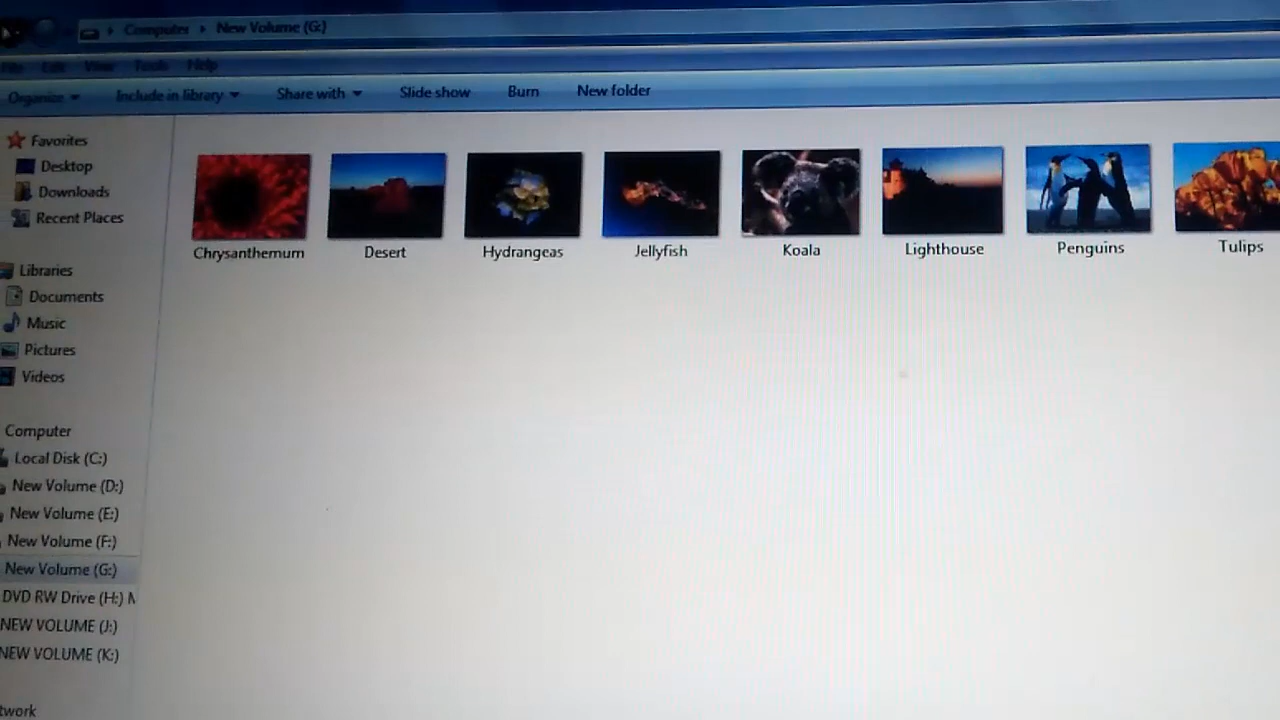 Computer New Volume (G:)
File Edit View Tools Help
Organize Include in library Share with Slide show Burn New folder
Favorites
Desktop
Downloads
Recent Places
Libraries
Documents
Music
Pictures
Videos
Computer
Local Disk (C:)
New Volume (D:)
New Volume (E:)
New Volume (F:)
New Volume (G:)
DVD RW Drive (H:) M
NEW VOLUME (J:)
NEW VOLUME (K:)
twork
Chrysanthemum Desert Hydrangeas Jellyfish Koala Lighthouse Penguins Tulips